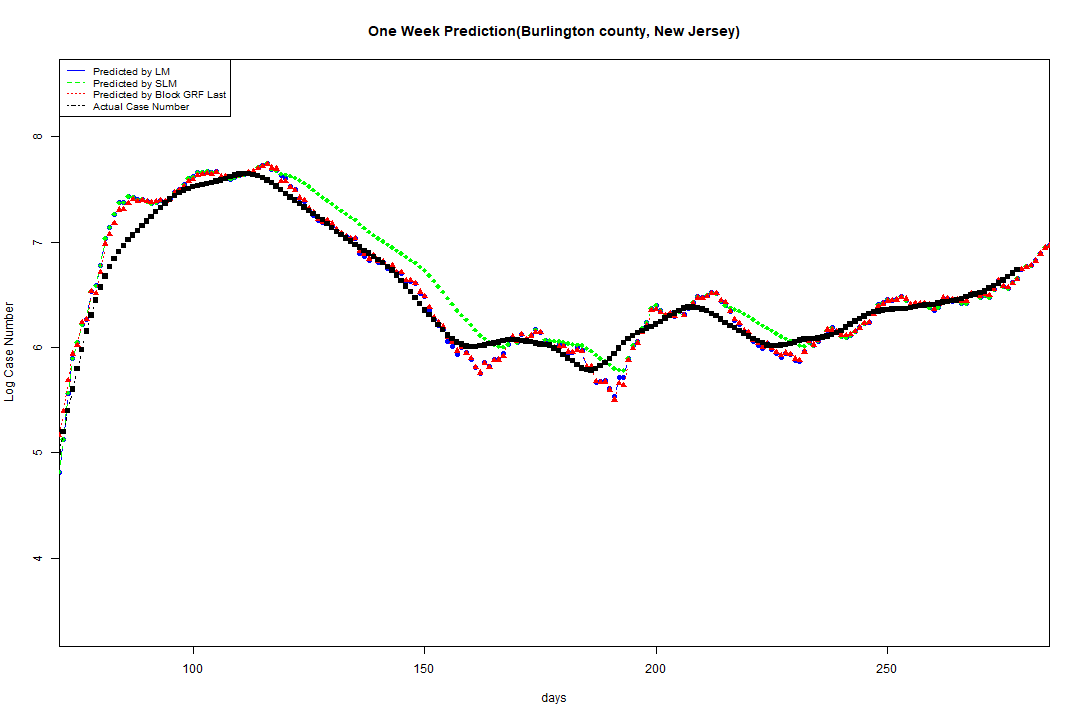 One Week Prediction(Burlington county, New Jersey)
Predicted by LM
Predicted by SLM
Predicted by Block GRF Last
Actual Case Number
8
7
6
5
4
Log Case Number
100 150 200 250
days